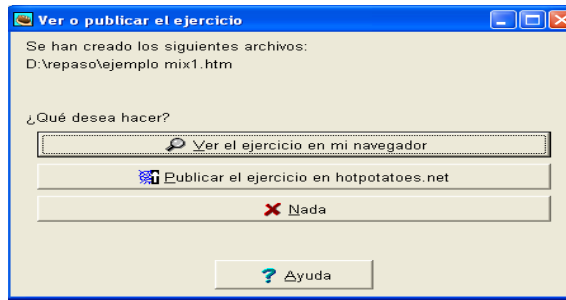 Ver o publicar el ejercicio
Se han creado los siguientes archivos:
D:\repaso\ejemplo mix1.htm
¿Qué desea hacer?
Ver el ejercicio en mi navegador
Publicar el ejercicio en hotpotatoes.net
Nada
Ayuda